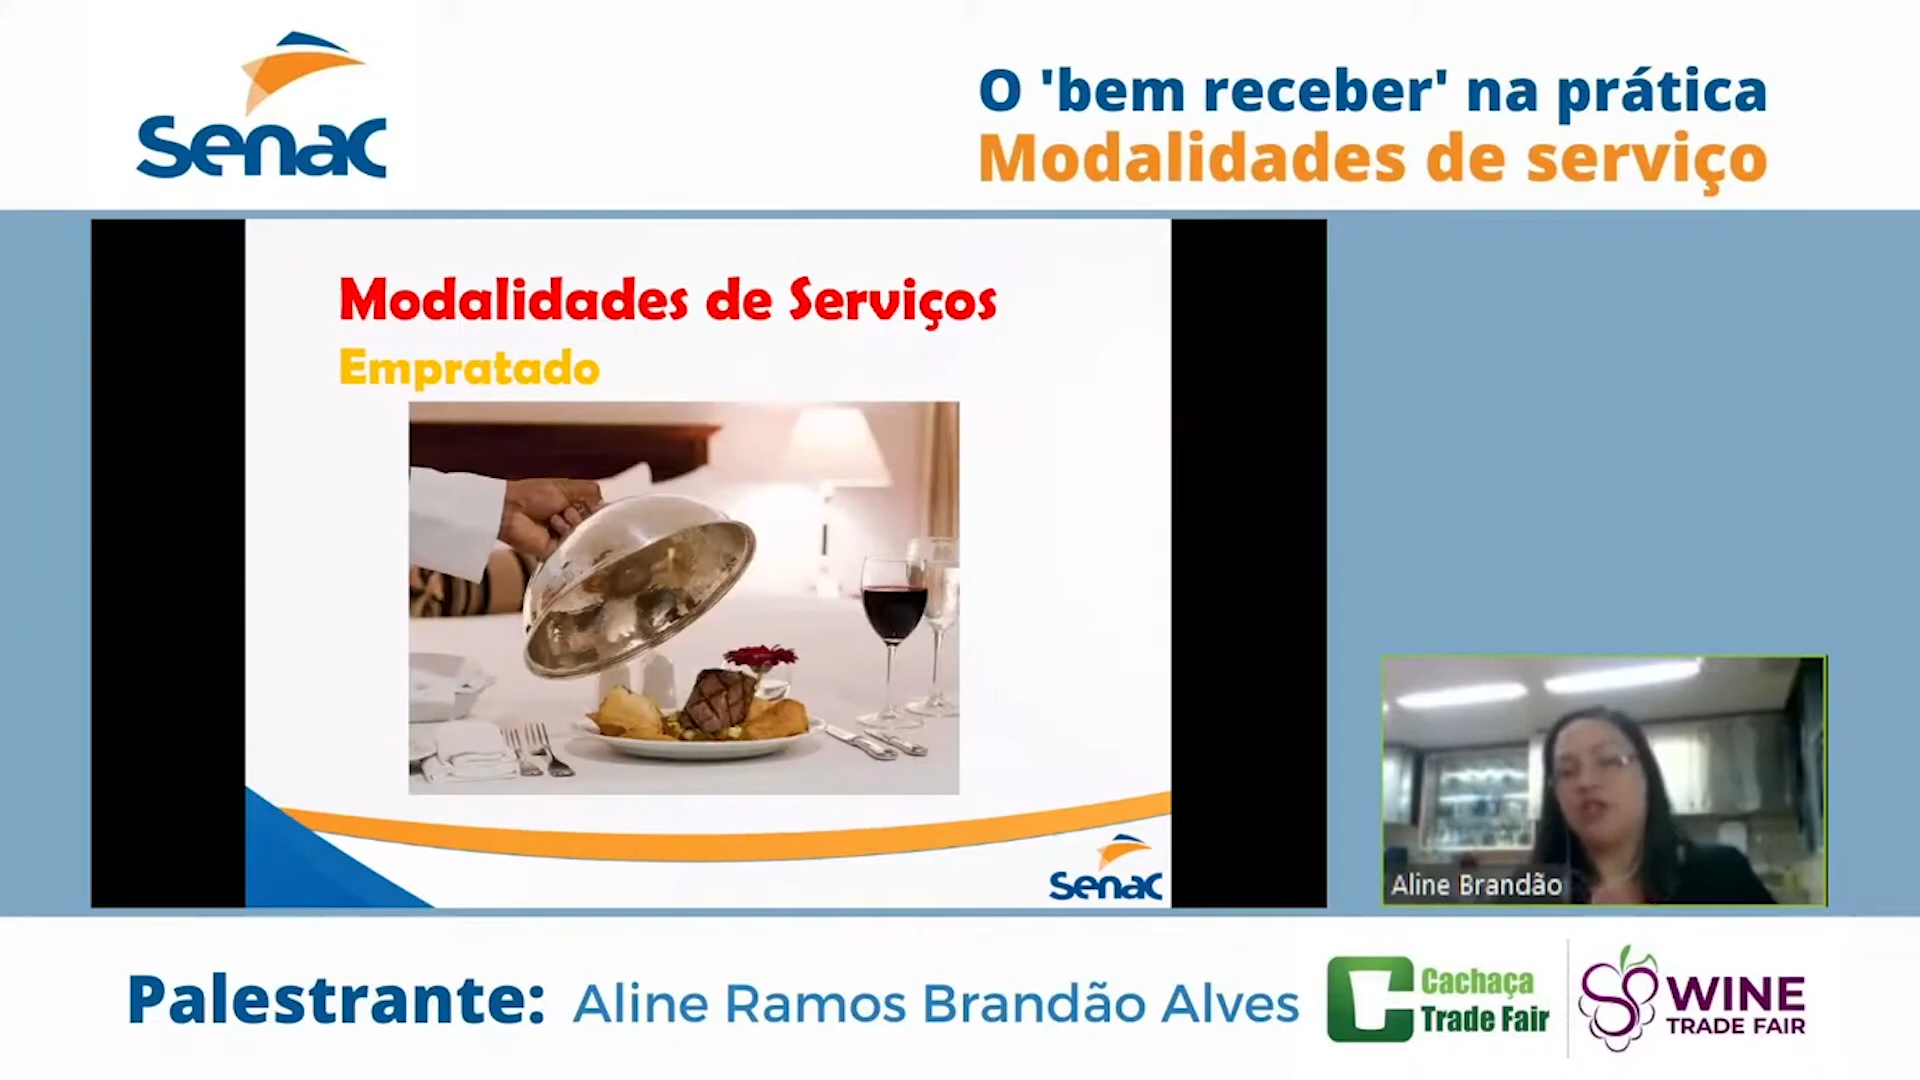 Senac
O 'bem receber' na prática
Modalidades de serviço
Modalidades de Serviços
Empratado
Senac
Aline Brandão
Palestrante: Aline Ramos Brandão Alves
Cachaça
Trade Fair
WINE
TRADE FAIR